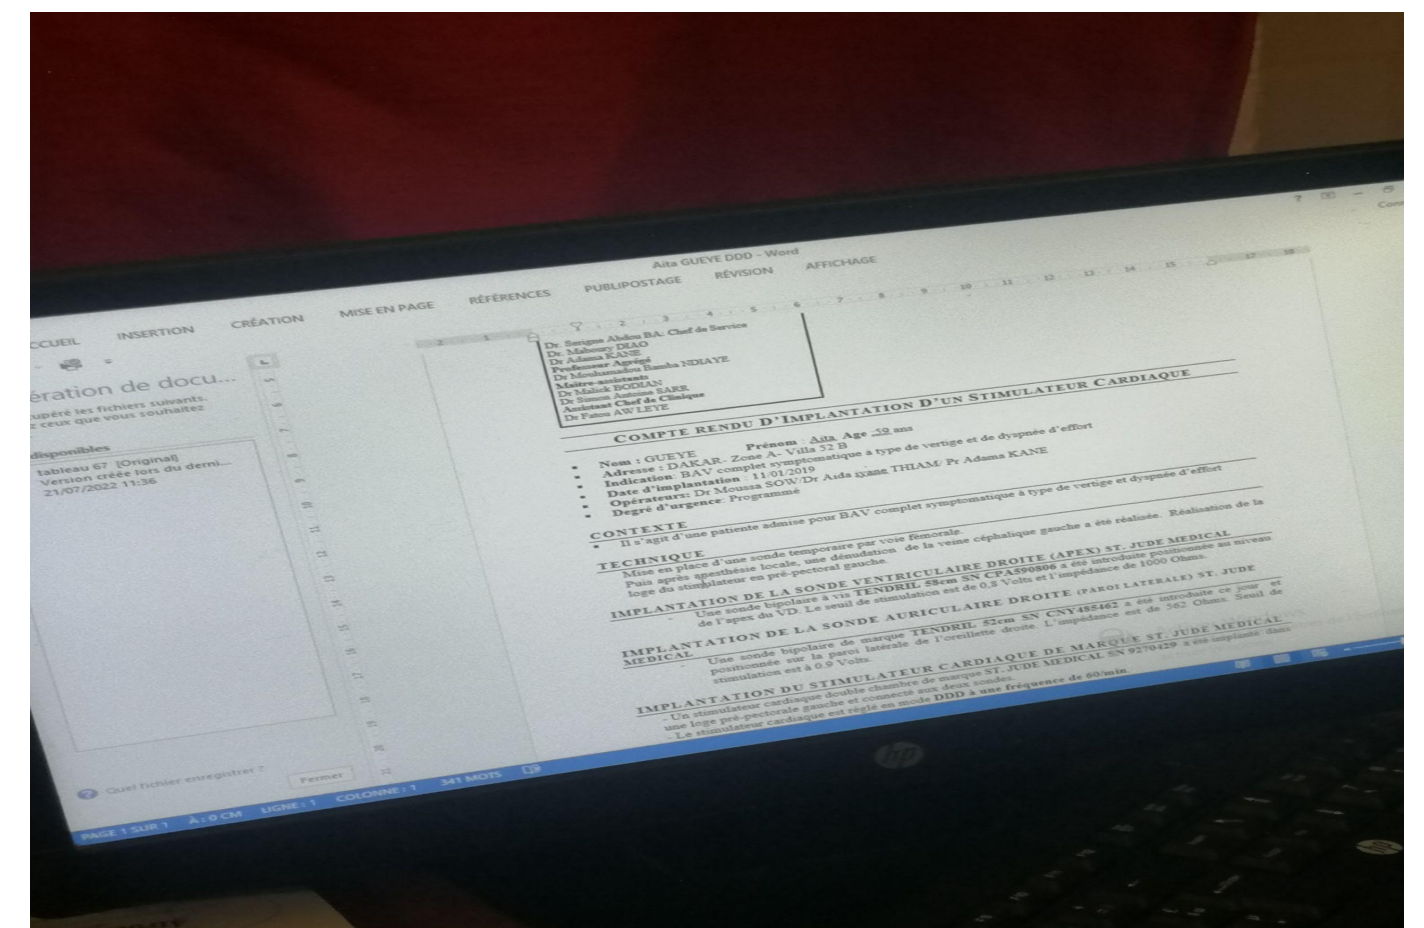 Aita GUEYE DDD - Word
CCUEIL INSERTION CRÉATION MISE EN PAGE RÉFÉRENCES PUBLIPOSTAGE RÉVISION AFFICHAGE
Conn
ération de docu...
cupéré les fichiers suivants.
z ceux que vous souhaitez
disponibles
tableau 67 [Original]
Version créée lors du derni...
21/07/2022 11:36
Quel fichier enregistrer ?
Fermer
Dr. Serigne Abdou BA: Chef de Service
Dr. Maboury DIAO
Dr Adama KANE
Professeur Agrégé
Dr Mouhamadou Bamba NDIAYE
Maître-assistants
Dr Malick BODIAN
Dr Simon Antoine SARR
Assistant Chef de Clinique
Dr Fatou AW LEYE
COMPTE RENDU D'IMPLANTATION D'UN STIMULATEUR CARDIAQUE
Nom : GUEYE Prénom : Aita Age 59 ans
Adresse : DAKAR- Zone A- Villa 52 B
Indication: BAV complet symptomatique à type de vertige et de dyspnée d'effort
Date d'implantation : 11/01/2019
Opérateurs: Dr Moussa SOW/Dr Aida THIAM/ Pr Adama KANE
Degré d'urgence: Programmé
CONTEXTE
Il s'agit d'une patiente admise pour BAV complet symptomatique à type de vertige et dyspnée d'effort
TECHNIQUE
Mise en place d'une sonde temporaire par voie fémorale.
Puis après anesthésie locale, une dénudation de la veine céphalique gauche a été réalisée. Réalisation de la
loge du stimulateur en pré-pectoral gauche.
IMPLANTATION DE LA SONDE VENTRICULAIRE DROITE (APEX) ST. JUDE MEDICAL
- Une sonde bipolaire à vis TENDRIL 58cm SN CPA590806 a été introduite positionnée au niveau
de l'apex du VD. Le seuil de stimulation est de 0,8 Volts et l'impédance de 1000 Ohms.
IMPLANTATION DE LA SONDE AURICULAIRE DROITE (PAROI LATERALE) ST. JUDE
MEDICAL
- Une sonde bipolaire de marque TENDRIL 52cm SN CNY485462 a été introduite ce jour et
positionnée sur la paroi latérale de l'oreillette droite. L'impédance est de 562 Ohms. Seuil de
stimulation est à 0.9 Volts.
IMPLANTATION DU STIMULATEUR CARDIAQUE DE MARQUE ST. JUDE MEDICAL
- Un stimulateur cardiaque double chambre de marque ST. JUDE MEDICAL SN 9270429 a été implanté dans
une loge pré-pectorale gauche et connecté aux deux sondes.
- Le stimulateur cardiaque est réglé en mode DDD à une fréquence de 60/min.
PAGE 1 SUR 1 À : 0 CM LIGNE : 1 COLONNE : 1 341 MOTS
hp